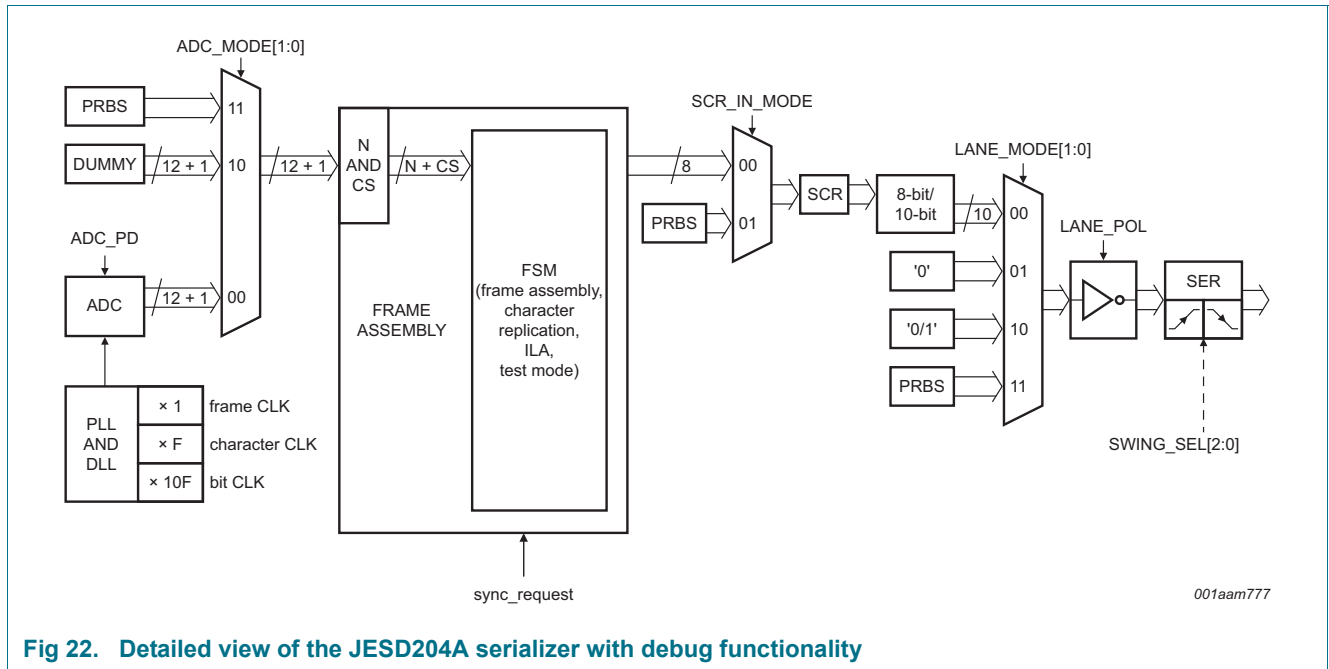 ADC_MODE[1:0]
PRBS
11
DUMMY
12 + 1
10
12 + 1
ADC_PD
ADC
12 + 1
00
PLL
AND
DLL
× 1
frame CLK
× F
character CLK
× 10F
bit CLK
N
AND
CS
N + CS
FRAME
ASSEMBLY
FSM
(frame assembly,
character
replication,
ILA,
test mode)
sync_request
SCR_IN_MODE
8
00
PRBS
01
SCR
8-bit/
10-bit
LANE_MODE[1:0]
10
00
'0'
01
'0/1'
10
PRBS
11
LANE_POL
SER
SWING_SEL[2:0]
001aam777
Fig 22. Detailed view of the JESD204A serializer with debug functionality